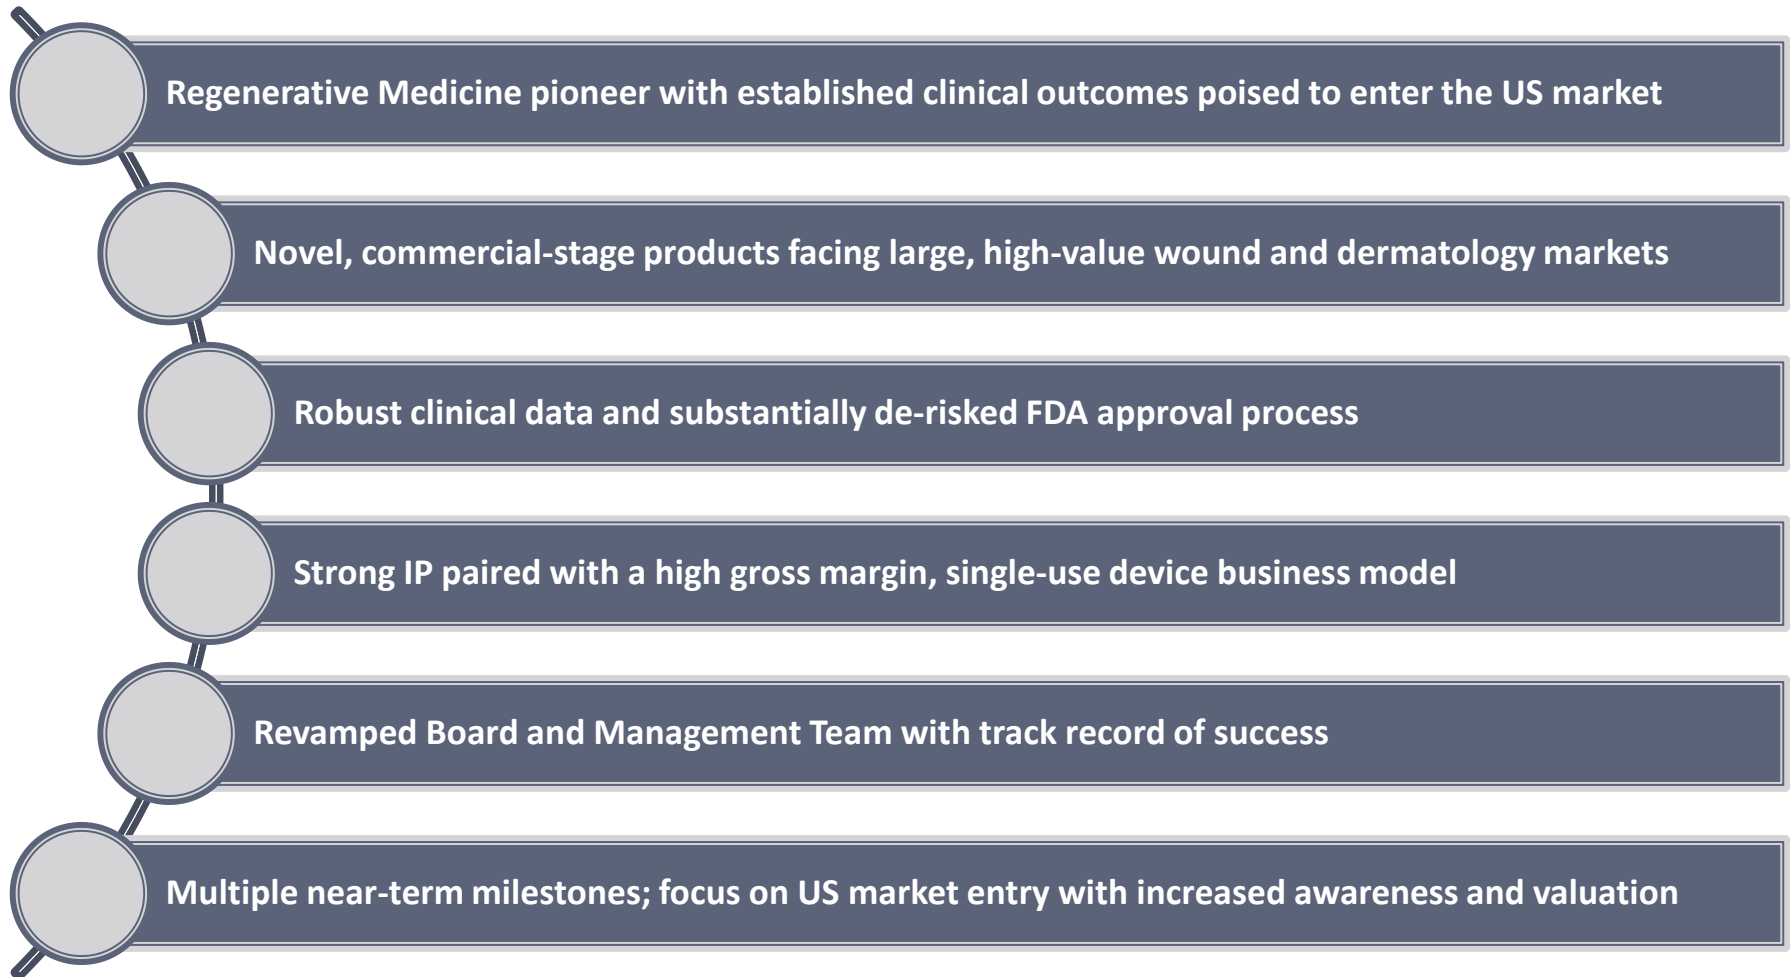 Regenerative Medicine pioneer with established clinical outcomes poised to enter the US market
Novel, commercial-stage products facing large, high-value wound and dermatology markets
Robust clinical data and substantially de-risked FDA approval process
Strong IP paired with a high gross margin, single-use device business model
Revamped Board and Management Team with track record of success
Multiple near-term milestones; focus on US market entry with increased awareness and valuation